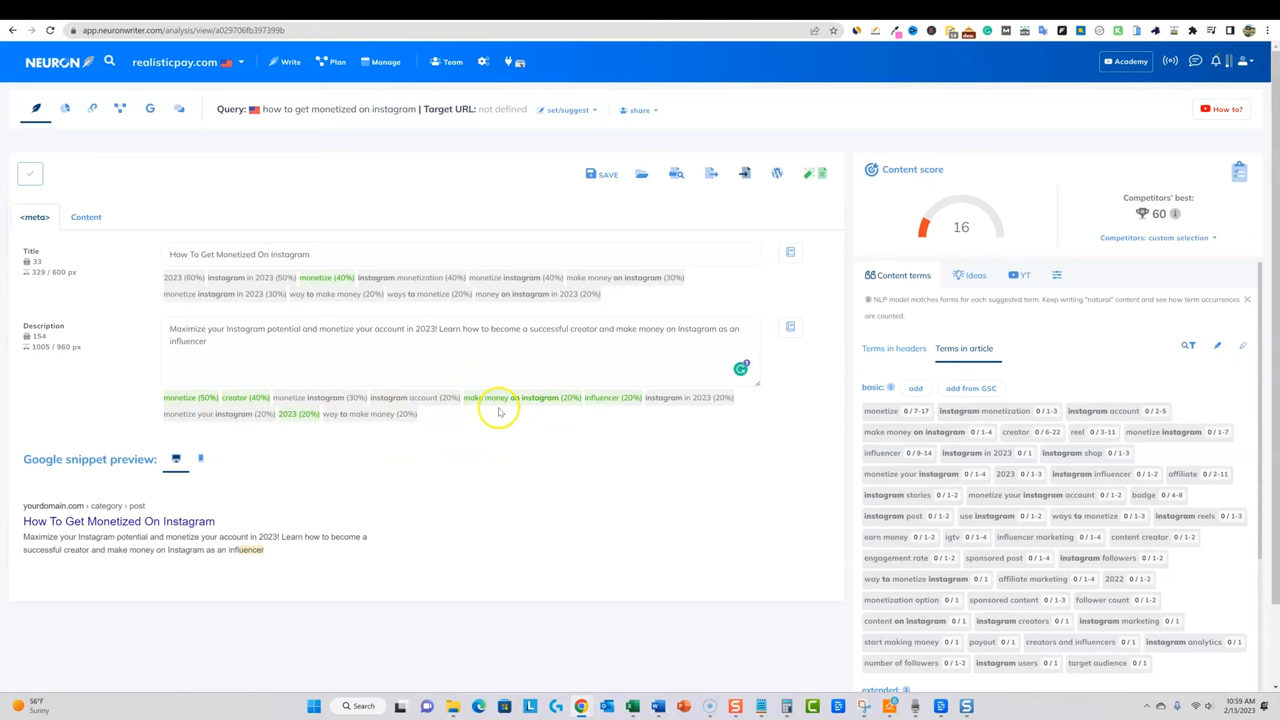 app.neuronwriter.com/analysis/view/a029706fb397399b
NEURON realisticpay.com Write Plan Manage Team Academy
Query: how to get monetized on instagram | Target URL: not defined set/suggest share How to?
SAVE
<meta> Content
Title
33
329 / 600 px
How To Get Monetized On Instagram
2023 (60%) instagram in 2023 (50%) monetize (40%) instagram monetization (40%) monetize instagram (40%) make money on instagram (30%)
monetize instagram in 2023 (30%) way to make money (20%) ways to monetize (20%) money on instagram in 2023 (20%)
Description
154
1005 / 960 px
Maximize your Instagram potential and monetize your account in 2023! Learn how to become a successful creator and make money on Instagram as an
influencer
monetize (50%) creator (40%) monetize instagram (30%) instagram account (20%) make money on instagram (20%) influencer (20%) instagram in 2023 (20%)
monetize your instagram (20%) 2023 (20%) way to make money (20%)
Google snippet preview:
yourdomain.com › category › post
How To Get Monetized On Instagram
Maximize your Instagram potential and monetize your account in 2023! Learn how to become a
successful creator and make money on Instagram as an influencer
Content score
16
Competitors' best:
60
Competitors: custom selection
Content terms Ideas YT
NLP model matches forms for each suggested term. Keep writing "natural" content and see how term occurrences
are counted.
Terms in headers Terms in article
basic: add add from GSC
monetize 0 / 7-17 instagram monetization 0 / 1-3 instagram account 0 / 2-5
make money on instagram 0 / 1-4 creator 0 / 6-22 reel 0 / 3-11 monetize instagram 0 / 1-7
influencer 0 / 9-14 instagram in 2023 0 / 1 instagram shop 0 / 1-3
monetize your instagram 0 / 1-4 2023 0 / 1-3 instagram influencer 0 / 1-2 affiliate 0 / 2-11
instagram stories 0 / 1-2 monetize your instagram account 0 / 1-2 badge 0 / 4-8
instagram post 0 / 1-2 use instagram 0 / 1-2 ways to monetize 0 / 1-3 instagram reels 0 / 1-3
earn money 0 / 1-2 igtv 0 / 1-4 influencer marketing 0 / 1-4 content creator 0 / 1-2
engagement rate 0 / 1-2 sponsored post 0 / 1-4 instagram followers 0 / 1-2
way to monetize instagram 0 / 1 affiliate marketing 0 / 1-4 2022 0 / 1-2
monetization option 0 / 1 sponsored content 0 / 1-3 follower count 0 / 1-2
content on instagram 0 / 1 instagram creators 0 / 1 instagram marketing 0 / 1
start making money 0 / 1 payout 0 / 1 creators and influencers 0 / 1 instagram analytics 0 / 1
number of followers 0 / 1-2 instagram users 0 / 1 target audience 0 / 1
extended:
56°F
Sunny
Search
10:59 AM
2/13/2023